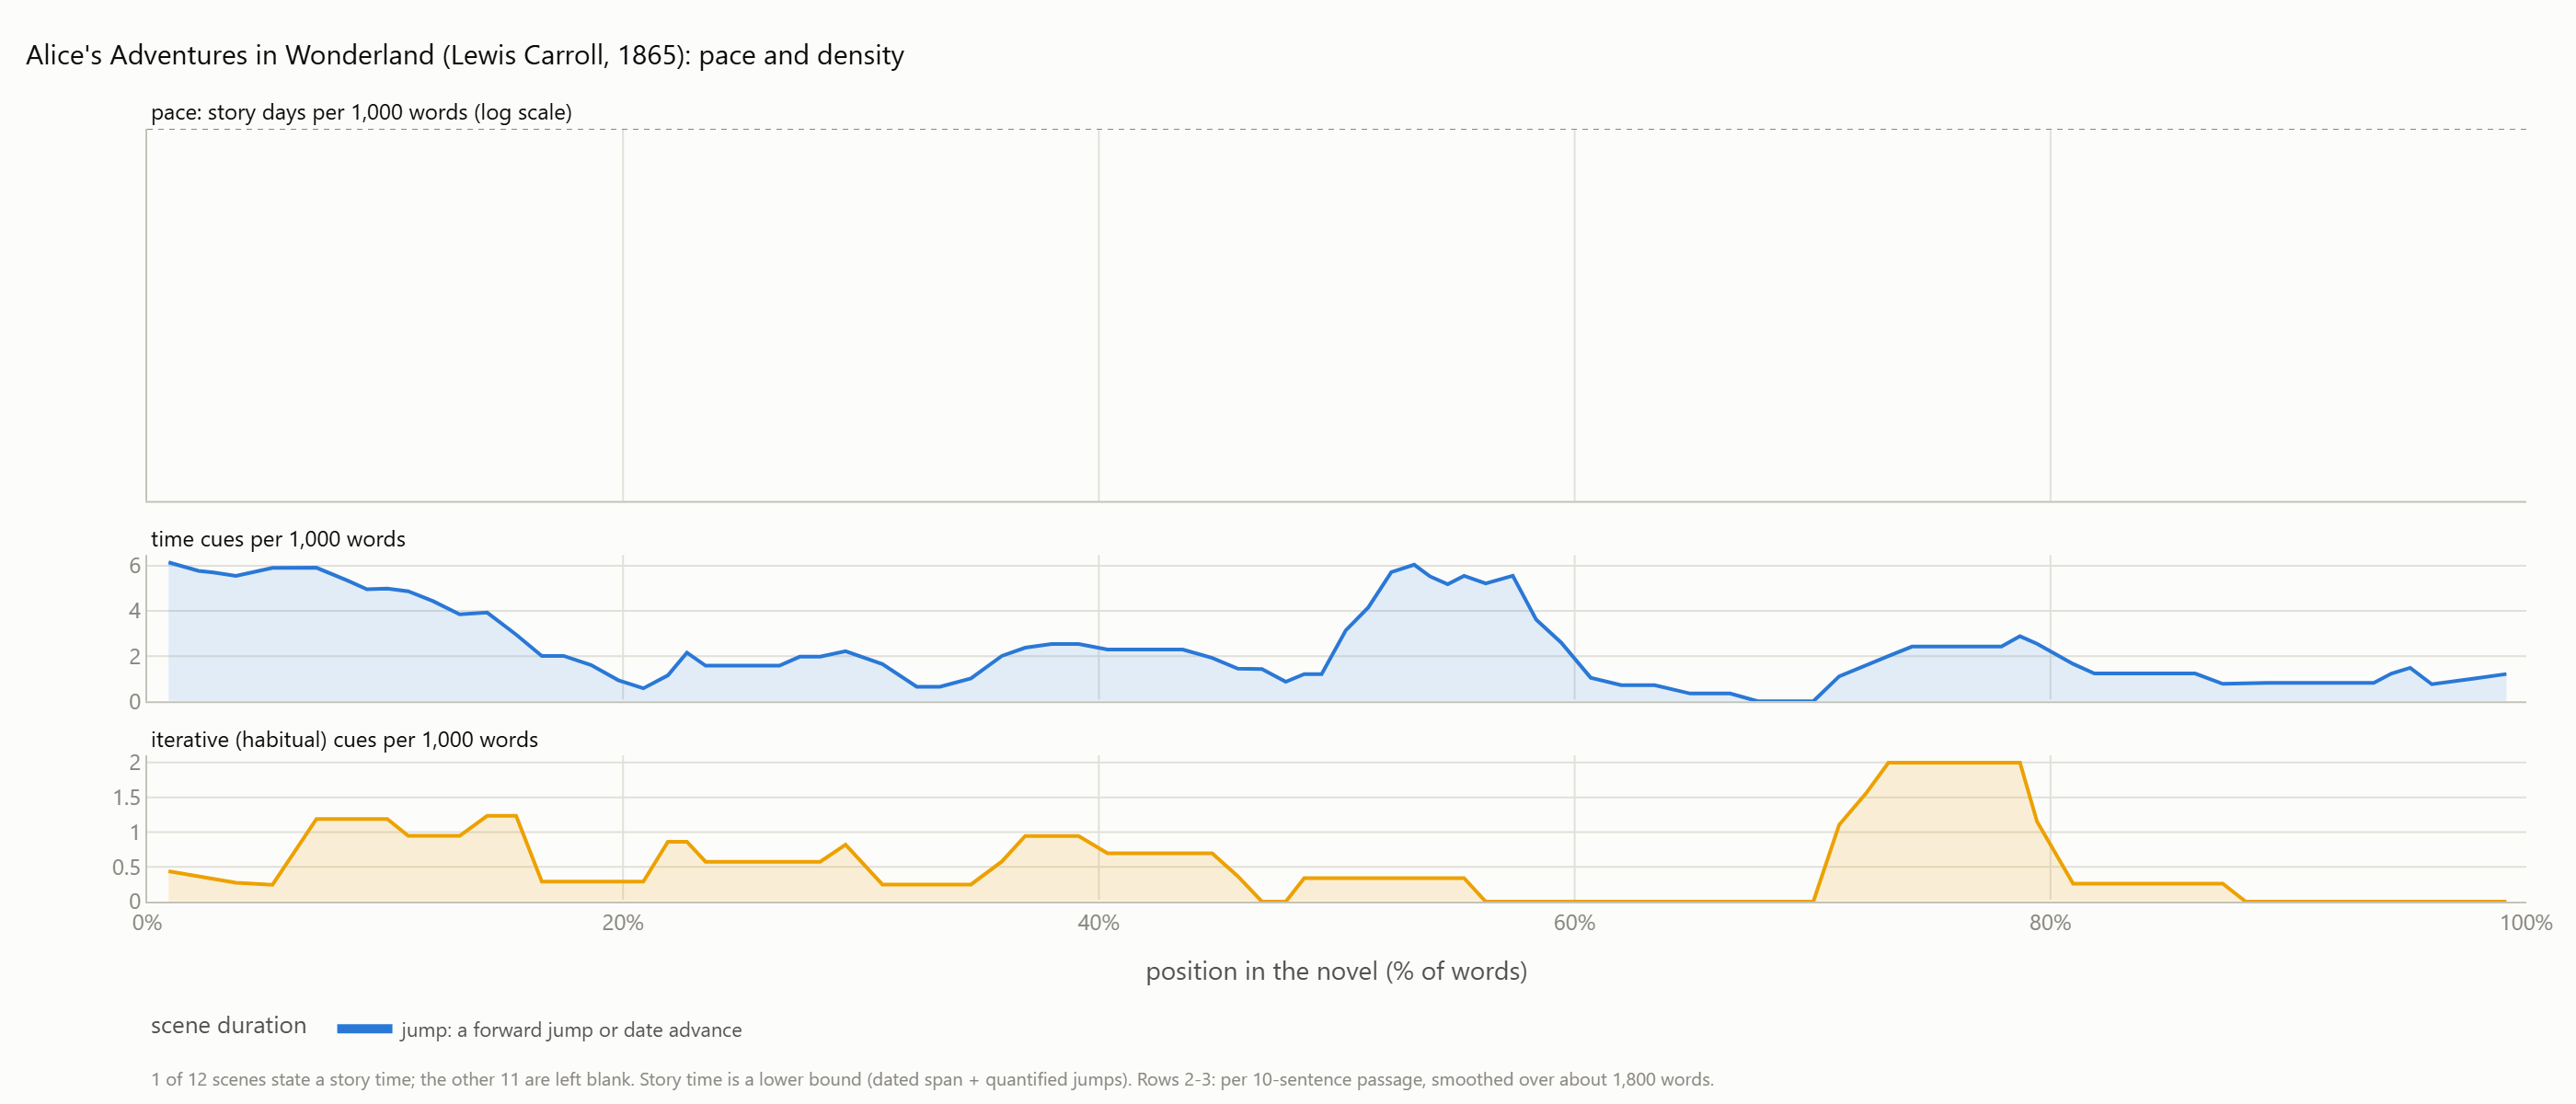 Alice's Adventures in Wonderland (Lewis Carroll, 1865): pace and density
pace: story days per 1,000 words (log scale)
time cues per 1,000 words
6
4
2
0
iterative (habitual) cues per 1,000 words
2
1.5
1
0.5
0
0% 20% 40% 60% 80% 100%
position in the novel (% of words)
scene duration jump: a forward jump or date advance
1 of 12 scenes state a story time; the other 11 are left blank. Story time is a lower bound (dated span + quantified jumps). Rows 2-3: per 10-sentence passage, smoothed over about 1,800 words.